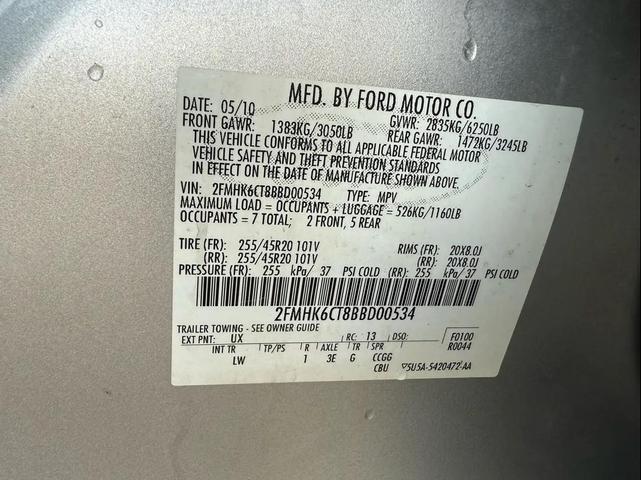 MFD. BY FORD MOTOR CO.
DATE: 05/10 GVWR: 2835KG/6250LB
FRONT GAWR: 1383KG/3050LB REAR GAWR: 1472KG/3245LB
THIS VEHICLE CONFORMS TO ALL APPLICABLE FEDERAL MOTOR
VEHICLE SAFETY AND THEFT PREVENTION STANDARDS
IN EFFECT ON THE DATE OF MANUFACTURE SHOWN ABOVE.
VIN: 2FMHK6CT8BBD00534 TYPE: MPV
MAXIMUM LOAD = OCCUPANTS + LUGGAGE = 526KG/1160LB
OCCUPANTS = 7 TOTAL; 2 FRONT, 5 REAR
TIRE (FR): 255/45R20 101V RIMS (FR): 20X8.0J
(RR): 255/45R20 101V (RR): 20X8.0J
PRESSURE (FR): 255 kPa/ 37 PSI COLD (RR): 255 kPa/ 37 PSI COLD
2FMHK6CT8BBD00534
TRAILER TOWING - SEE OWNER GUIDE
EXT PNT: UX RC: 13 DSO: F0100
R0044
INT TR TP/PS R AXLE TR SPR
LW 1 3E G CCGG
CBU 5U5A-5420472-AA